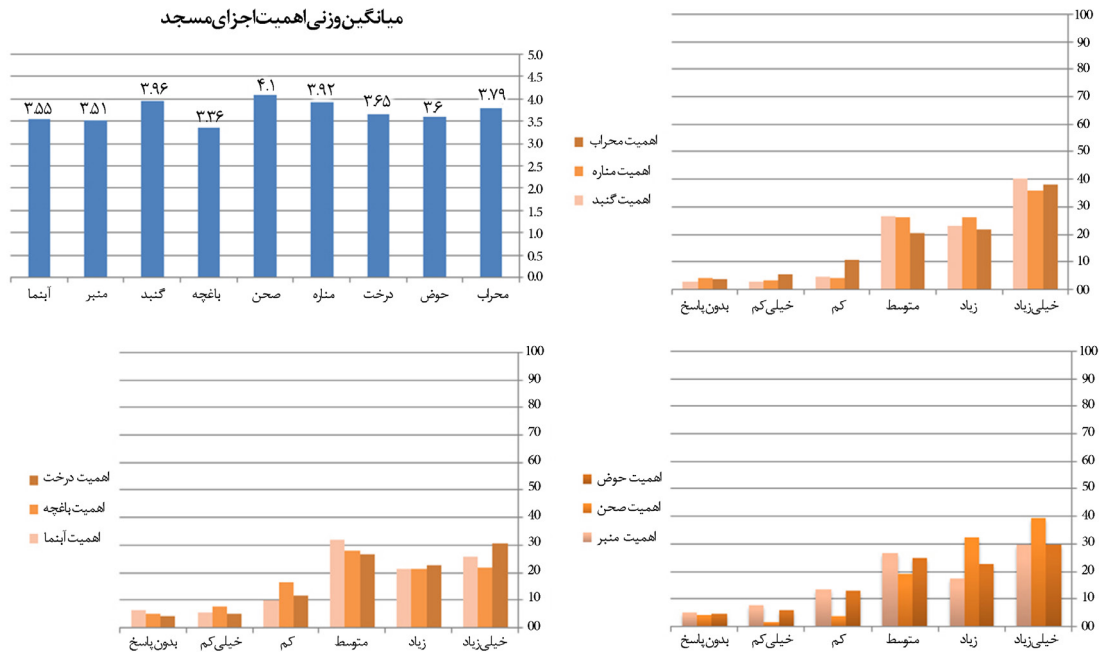 میانگین وزنی اهمیت اجزای مسجد
5.0
4.5
4.0
3.5
3.0
2.5
2.0
1.5
1.0
0.5
0.0
۳.۷۹ ۳.۶ ۳.۶۵ ۳.۹۲ ۴.۱ ۳.۳۶ ۳.۹۶ ۳.۵۱ ۳.۵۵
محراب حوض درخت مناره صحن باغچه گنبد منبر آبنما
100
90
80
70
60
50
40
30
20
10
00
اهمیت محراب
اهمیت مناره
اهمیت گنبد
خیلی زیاد زیاد متوسط کم خیلی کم بدون پاسخ
100
90
80
70
60
50
40
30
20
10
00
اهمیت درخت
اهمیت باغچه
اهمیت آبنما
خیلی زیاد زیاد متوسط کم خیلی کم بدون پاسخ
100
90
80
70
60
50
40
30
20
10
00
اهمیت حوض
اهمیت صحن
اهمیت منبر
خیلی زیاد زیاد متوسط کم خیلی کم بدون پاسخ